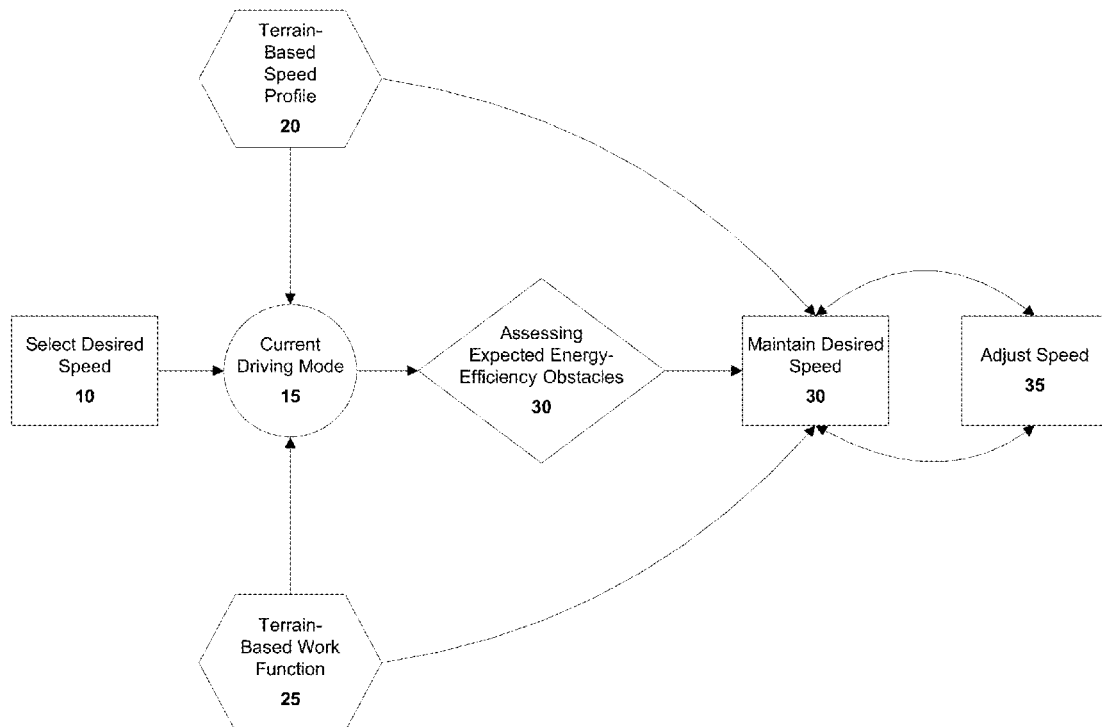 Terrain-
Based
Speed
Profile
20
Select Desired
Speed
10
Current
Driving Mode
15
Assessing
Expected Energy-
Efficiency Obstacles
30
Maintain Desired
Speed
30
Adjust Speed
35
Terrain-
Based Work
Function
25